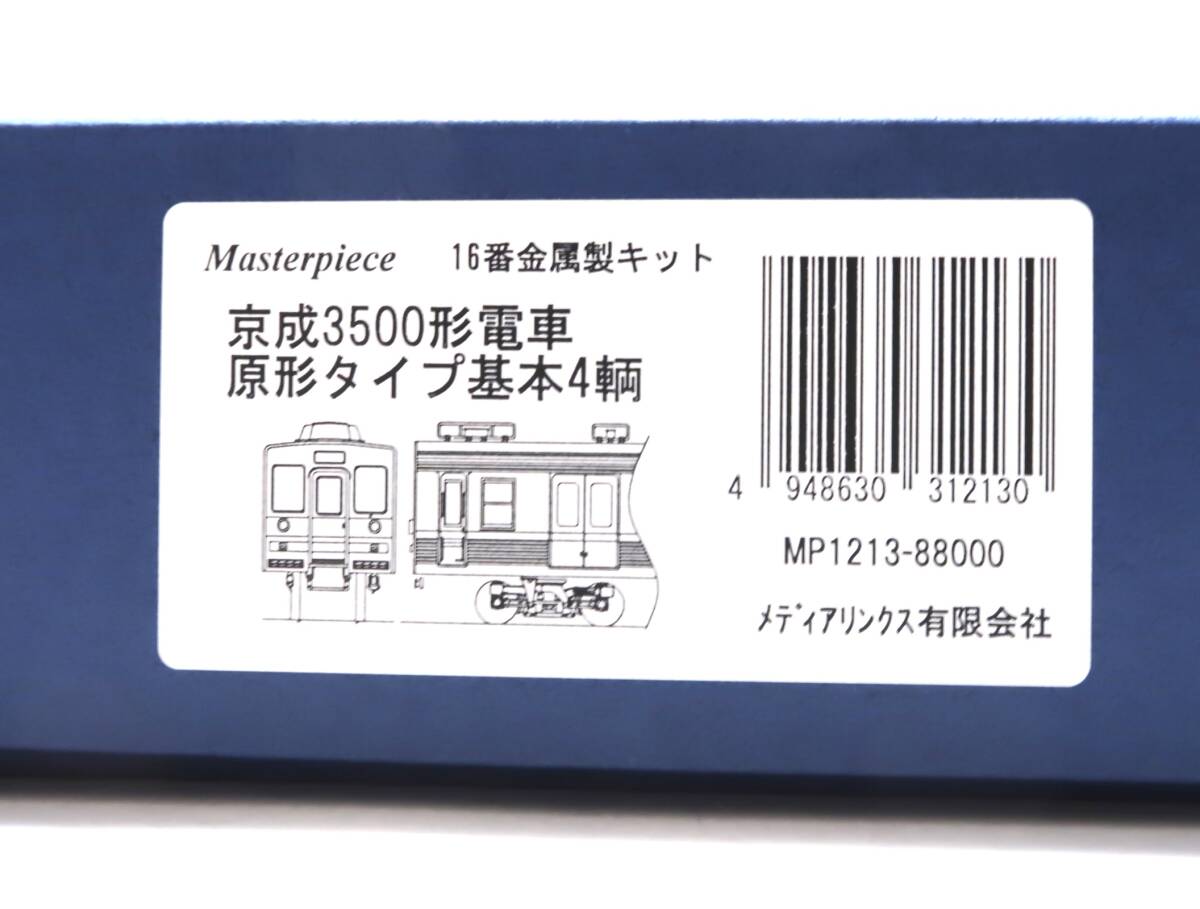 Masterpiece 16番金属製キット
京成3500形電車
原形タイプ基本4輌
4 948630 312130
MP1213-88000
メディアリンクス有限会社